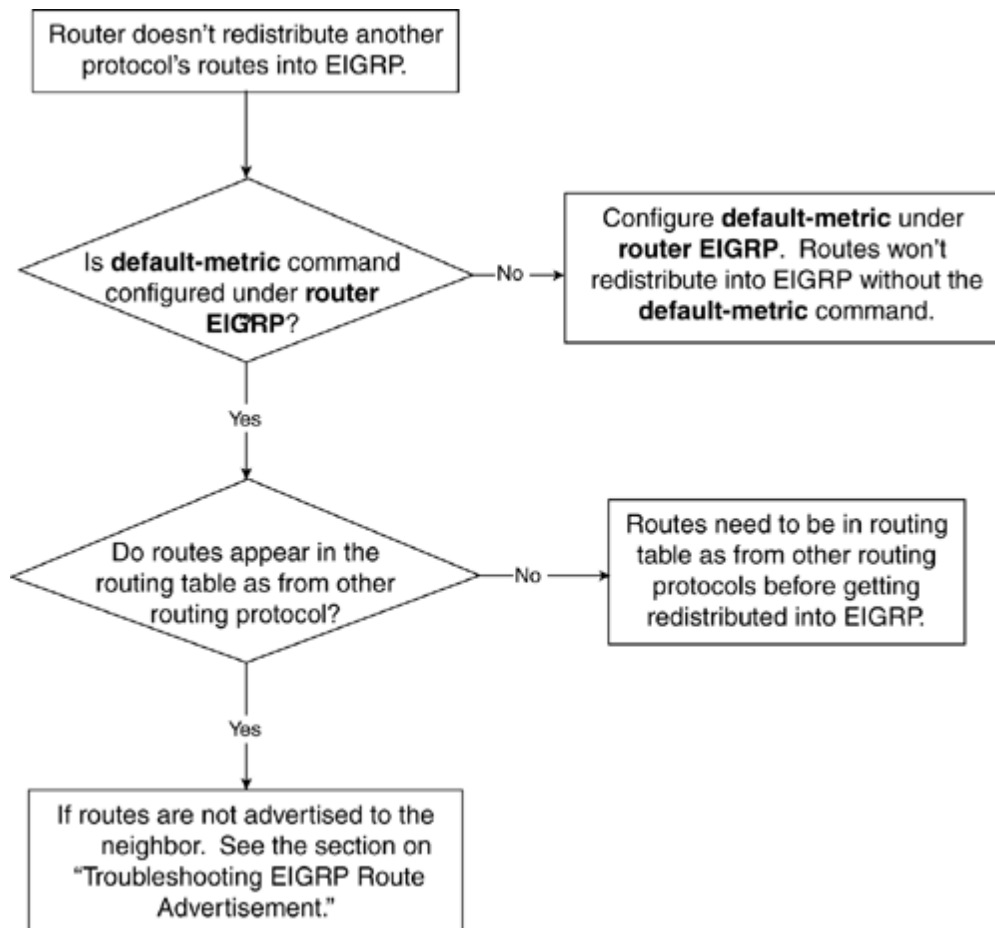 Router doesn't redistribute another
protocol's routes into EIGRP.
Is default-metric command
configured under router
EIGRP?
No
Configure default-metric under
router EIGRP. Routes won't
redistribute into EIGRP without the
default-metric command.
Yes
Do routes appear in the
routing table as from other
routing protocol?
No
Routes need to be in routing
table as from other routing
protocols before getting
redistributed into EIGRP.
Yes
If routes are not advertised to the
neighbor. See the section on
“Troubleshooting EIGRP Route
Advertisement.”